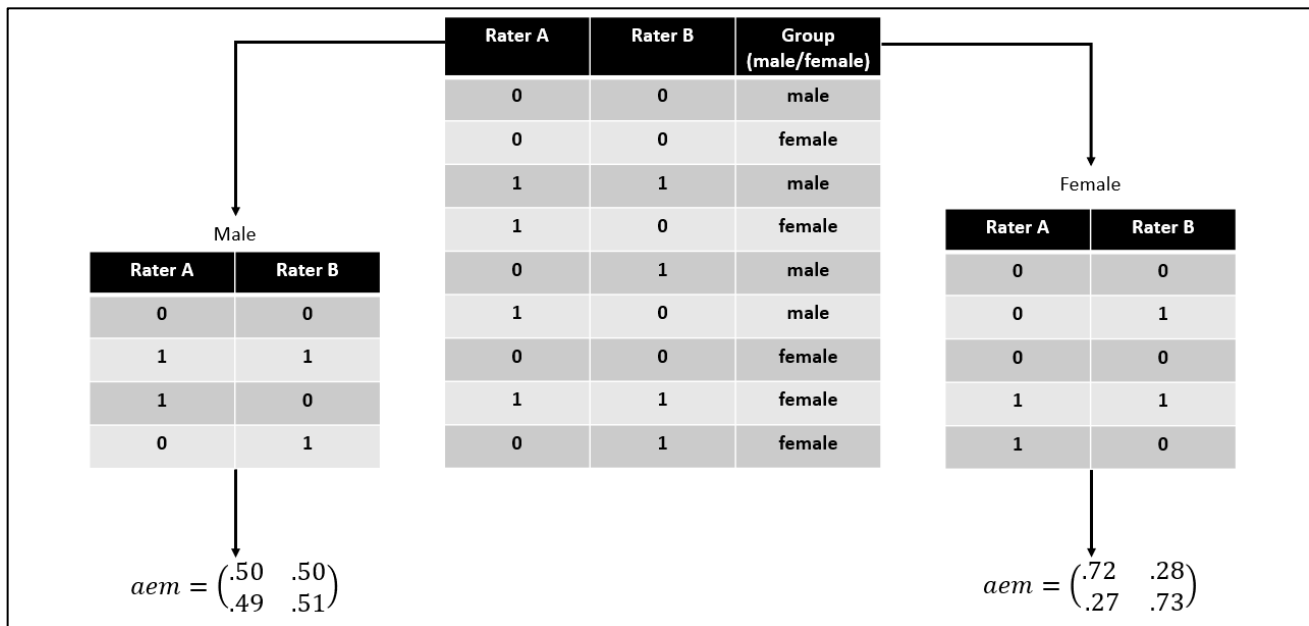 Rater A Rater B Group
(male/female)
0 0 male
0 0 female
1 1 male
1 0 female
0 1 male
1 0 male
0 0 female
1 1 female
0 1 female
Male
Rater A Rater B
0 0
1 1
1 0
0 1
aem = (.50 .50
.49 .51)
Female
Rater A Rater B
0 0
0 1
0 0
1 1
1 0
aem = (.72 .28
.27 .73)